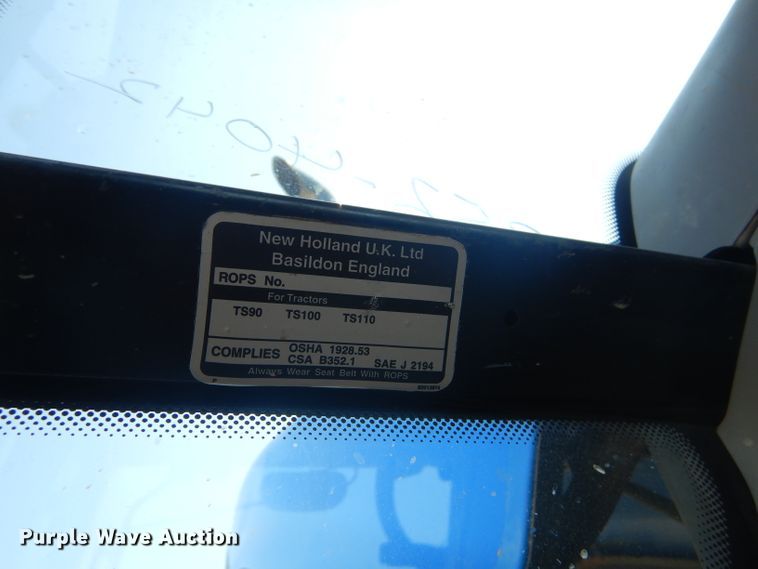 New Holland U.K. Ltd
Basildon England
ROPS No.
For Tractors
TS90 TS100 TS110
COMPLIES OSHA 1928.53
CSA B352.1 SAE J 2194
Always Wear Seat Belt With ROPS
P
Purple Wave Auction